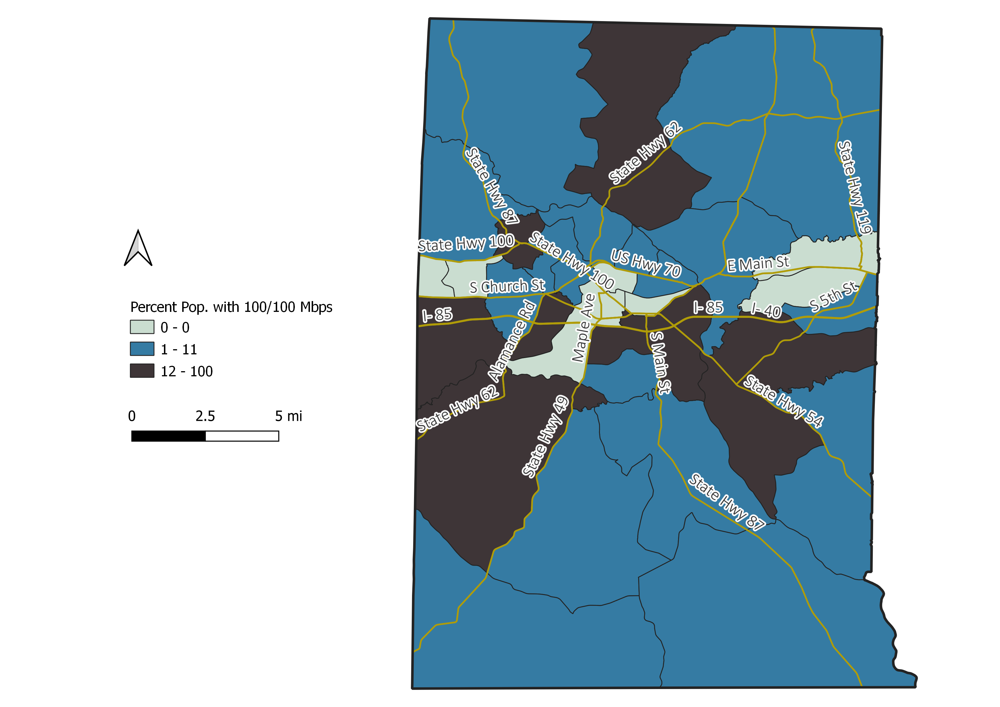 State Hwy 62
State Hwy 119
State Hwy 87
State Hwy 100
State Hwy 100
US Hwy 70
E Main St
S Church St
S 5th St
Percent Pop. with 100/100 Mbps
0 - 0
1 - 11
12 - 100
I- 85
Alamance Rd
Maple Ave
I- 85
I- 40
S Main St
State Hwy 62
State Hwy 49
State Hwy 54
0 2.5 5 mi
State Hwy 87